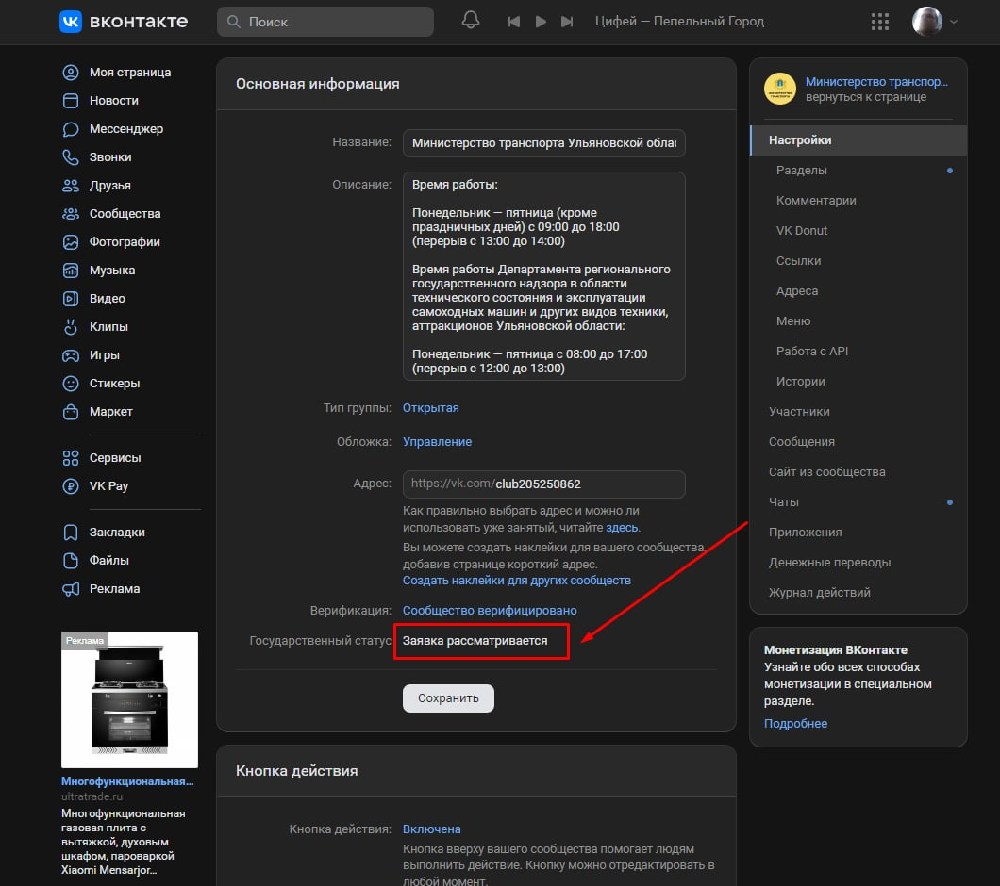 вконтакте
Поиск
Цифей — Пепельный Город
Моя страница
Новости
Мессенджер
Звонки
Друзья
Сообщества
Фотографии
Музыка
Видео
Клипы
Игры
Стикеры
Маркет
Сервисы
VK Pay
Закладки
Файлы
Реклама
Реклама
Многофункциональная...
ultratrade.ru
Многофункциональная
газовая плита с
вытяжкой, духовым
шкафом, пароваркой
Xiaomi Mensarjor...
Основная информация
Название:
Министерство транспорта Ульяновской облас
Описание:
Время работы:
Понедельник — пятница (кроме
праздничных дней) с 09:00 до 18:00
(перерыв с 13:00 до 14:00)
Время работы Департамента регионального
государственного надзора в области
технического состояния и эксплуатации
самоходных машин и других видов техники,
аттракционов Ульяновской области:
Понедельник — пятница с 08:00 до 17:00
(перерыв с 12:00 до 13:00)
Тип группы: Открытая
Обложка: Управление
Адрес: https://vk.com/club205250862
Как правильно выбрать адрес и можно ли
использовать уже занятый, читайте здесь.
Вы можете создать наклейки для вашего сообщества,
добавив странице короткий адрес.
Создать наклейки для других сообществ
Верификация: Сообщество верифицировано
Государственный статус Заявка рассматривается
Сохранить
Кнопка действия
Кнопка действия: Включена
Кнопка вверху вашего сообщества помогает людям
выполнить действие. Кнопку можно отредактировать в
любой момент.
Министерство транспор...
вернуться к странице
Настройки
Разделы
Комментарии
VK Donut
Ссылки
Адреса
Меню
Работа с API
Истории
Участники
Сообщения
Сайт из сообщества
Чаты
Приложения
Денежные переводы
Журнал действий
Монетизация ВКонтакте
Узнайте обо всех способах
монетизации в специальном
разделе.
Подробнее